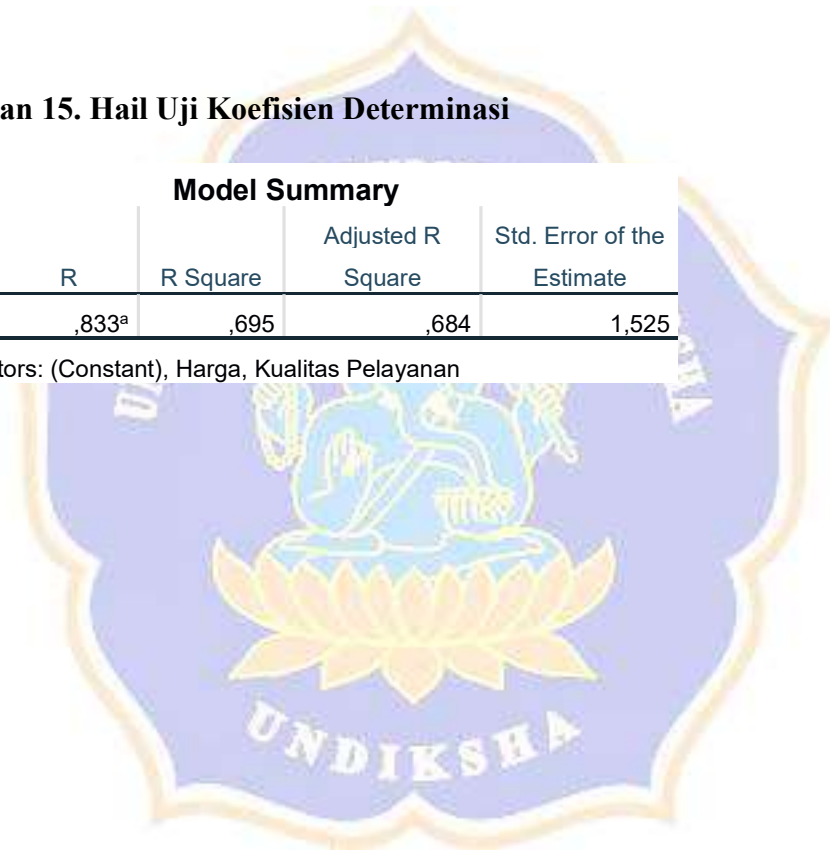 an 15. Hail Uji Koefisien Determinasi
Model Summary
R R Square Adjusted R Square Std. Error of the Estimate
,833ᵃ ,695 ,684 1,525
tors: (Constant), Harga, Kualitas Pelayanan
UNDIKSHA